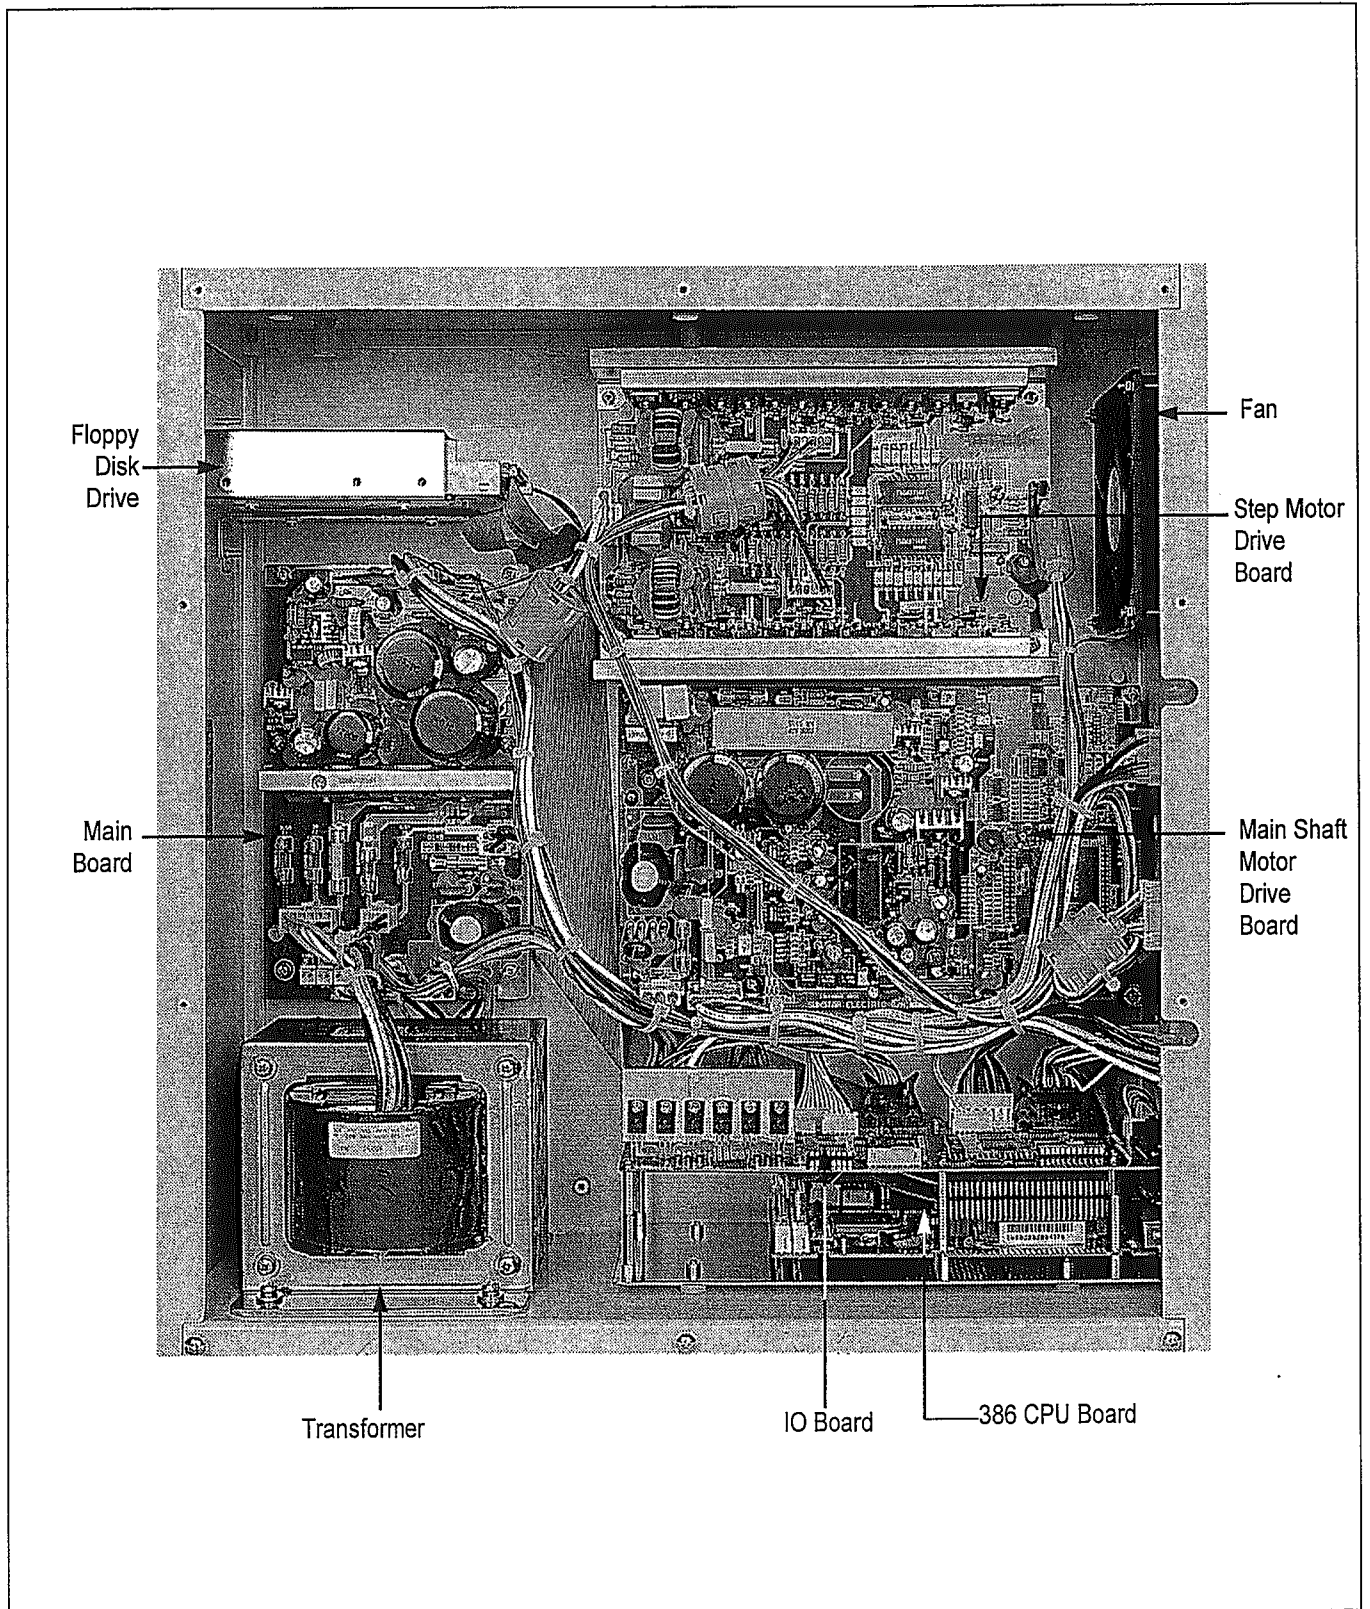 Floppy
Disk
Drive
Fan
Step Motor
Drive
Board
Main
Board
Main Shaft
Motor
Drive
Board
Transformer
IO Board
386 CPU Board